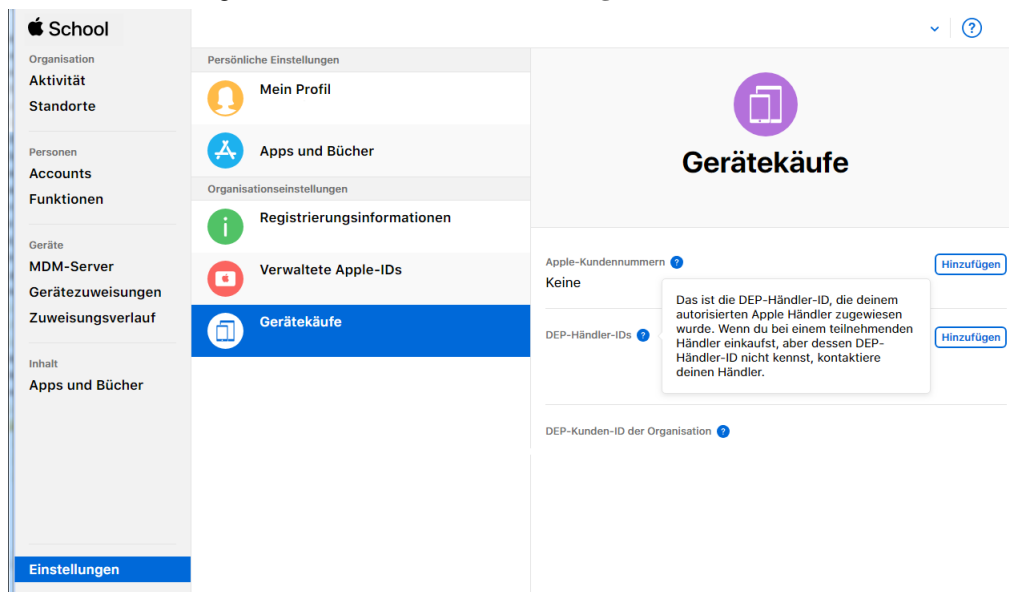 School
Organisation
Aktivität
Standorte
Personen
Accounts
Funktionen
Geräte
MDM-Server
Gerätezuweisungen
Zuweisungsverlauf
Inhalt
Apps und Bücher
Einstellungen
Persönliche Einstellungen
Mein Profil
Apps und Bücher
Organisationseinstellungen
Registrierungsinformationen
Verwaltete Apple-IDs
Gerätekäufe
Gerätekäufe
Apple-Kundennummern ?
Hinzufügen
Keine
DEP-Händler-IDs ?
Hinzufügen
Das ist die DEP-Händler-ID, die deinem
autorisierten Apple Händler zugewiesen
wurde. Wenn du bei einem teilnehmenden
Händler einkaufst, aber dessen DEP-
Händler-ID nicht kennst, kontaktiere
deinen Händler.
DEP-Kunden-ID der Organisation ?